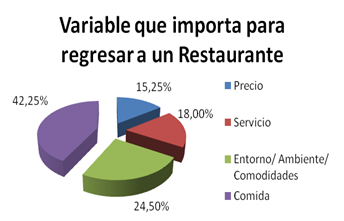 Variable que importa para
regresar a un Restaurante
42,25%
15,25%
18,00%
24,50%
Precio
Servicio
Entorno/ Ambiente/
Comodidades
Comida